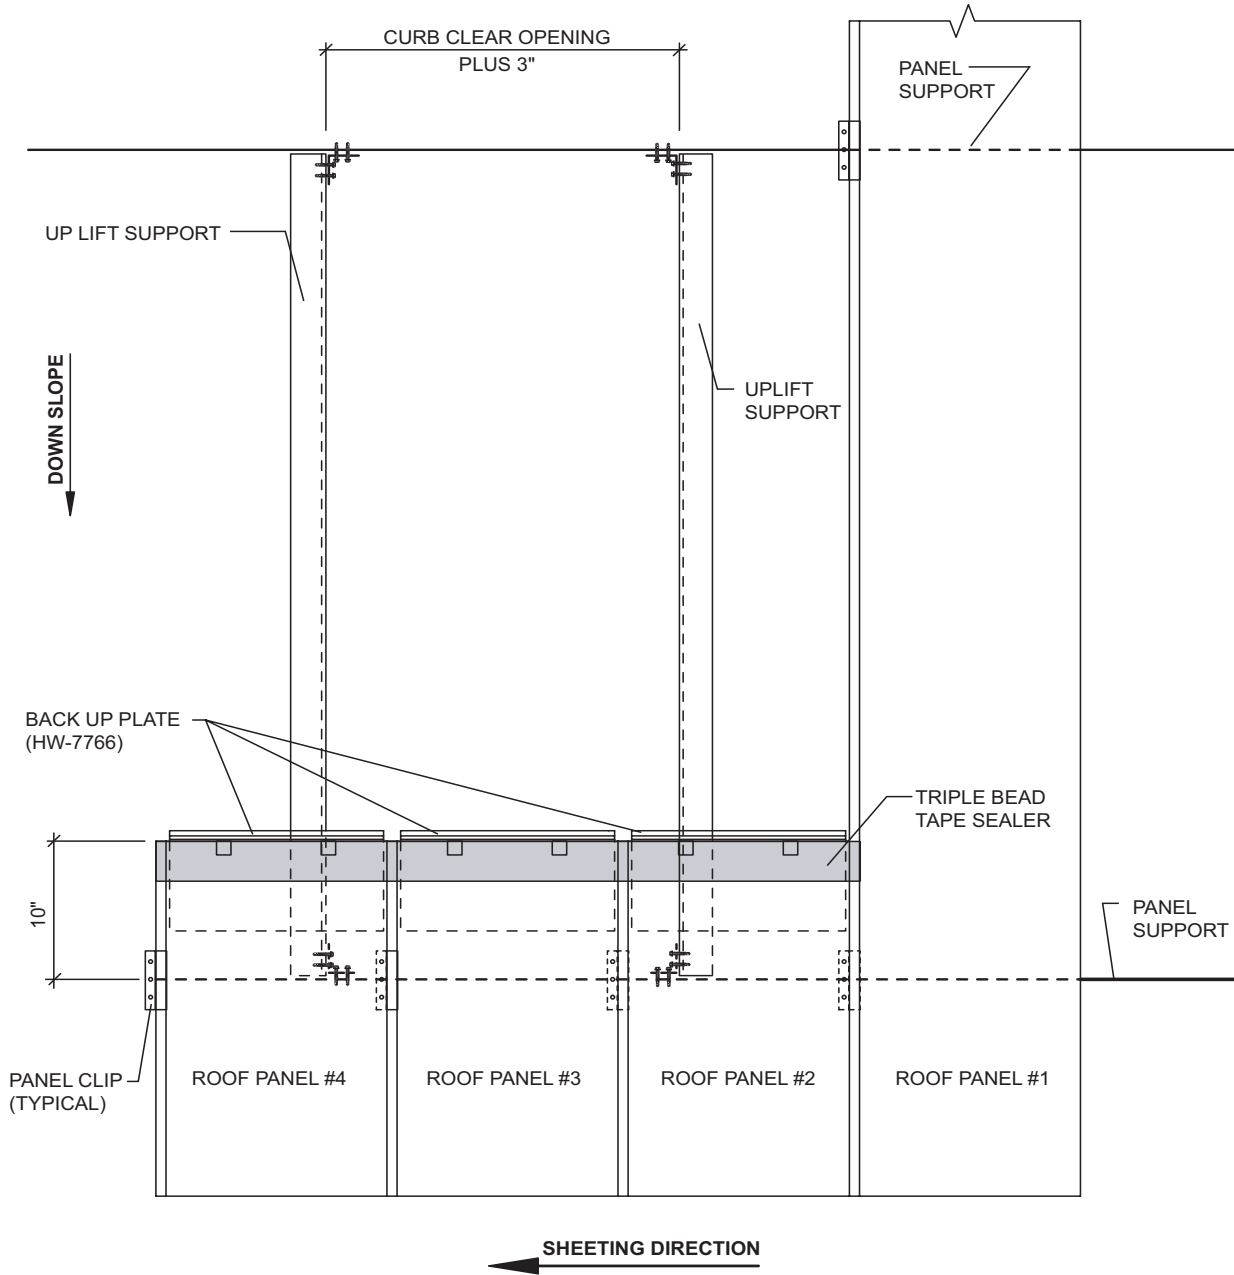 CURB CLEAR OPENING
PLUS 3"
PANEL
SUPPORT
UP LIFT SUPPORT
DOWN SLOPE
UPLIFT
SUPPORT
BACK UP PLATE
(HW-7766)
TRIPLE BEAD
TAPE SEALER
10"
PANEL
SUPPORT
PANEL CLIP
(TYPICAL)
ROOF PANEL #4
ROOF PANEL #3
ROOF PANEL #2
ROOF PANEL #1
SHEETING DIRECTION